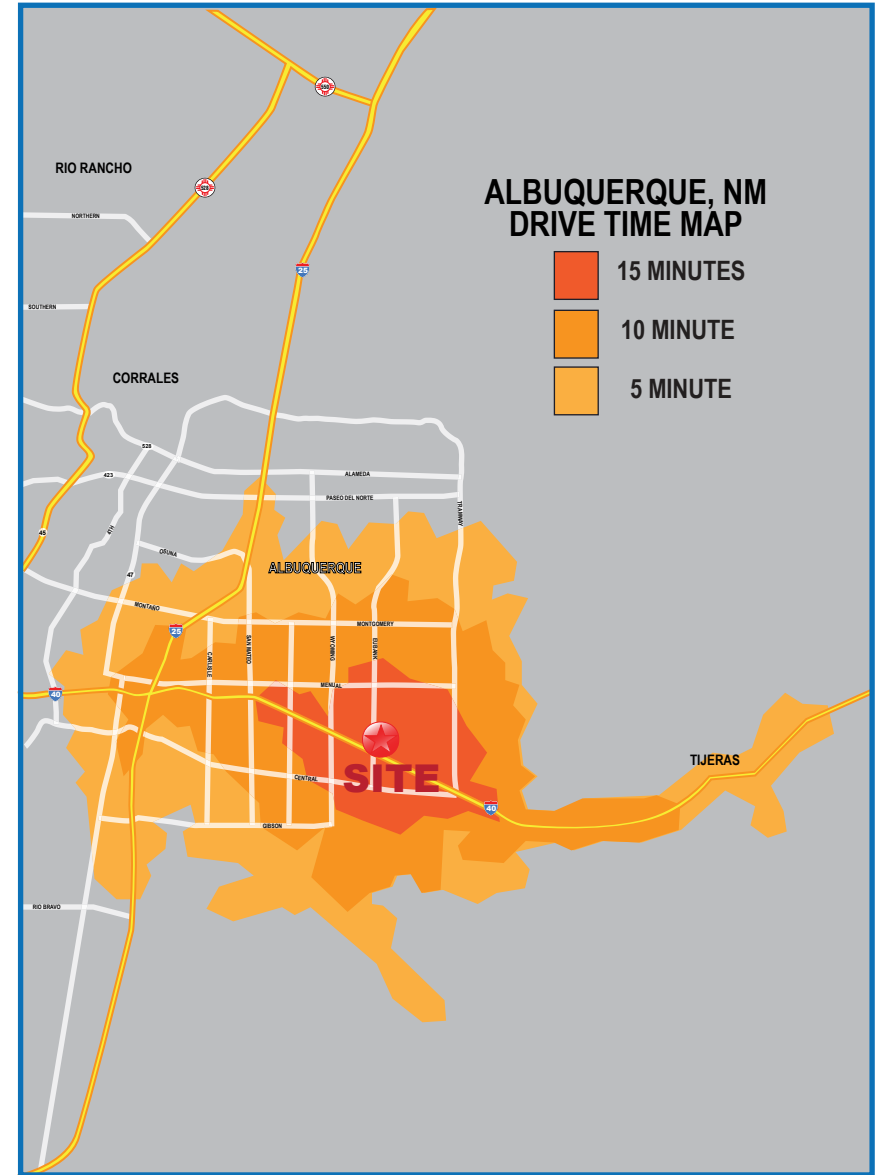 550
RIO RANCHO
528
ALBUQUERQUE, NM
DRIVE TIME MAP
NORTHERN
15 MINUTES
25
SOUTHERN
10 MINUTE
CORRALES
5 MINUTE
528
423
ALAMEDA
PASEO DEL NORTE
TRAMWAY
4TH
45
OSUNA
ALBUQUERQUE
47
MONTAÑO
25
MONTGOMERY
CARLISLE
SAN MATEO
WYOMING
EUBANK
MENUAL
40
TIJERAS
SITE
CENTRAL
40
GIBSON
RIO BRAVO